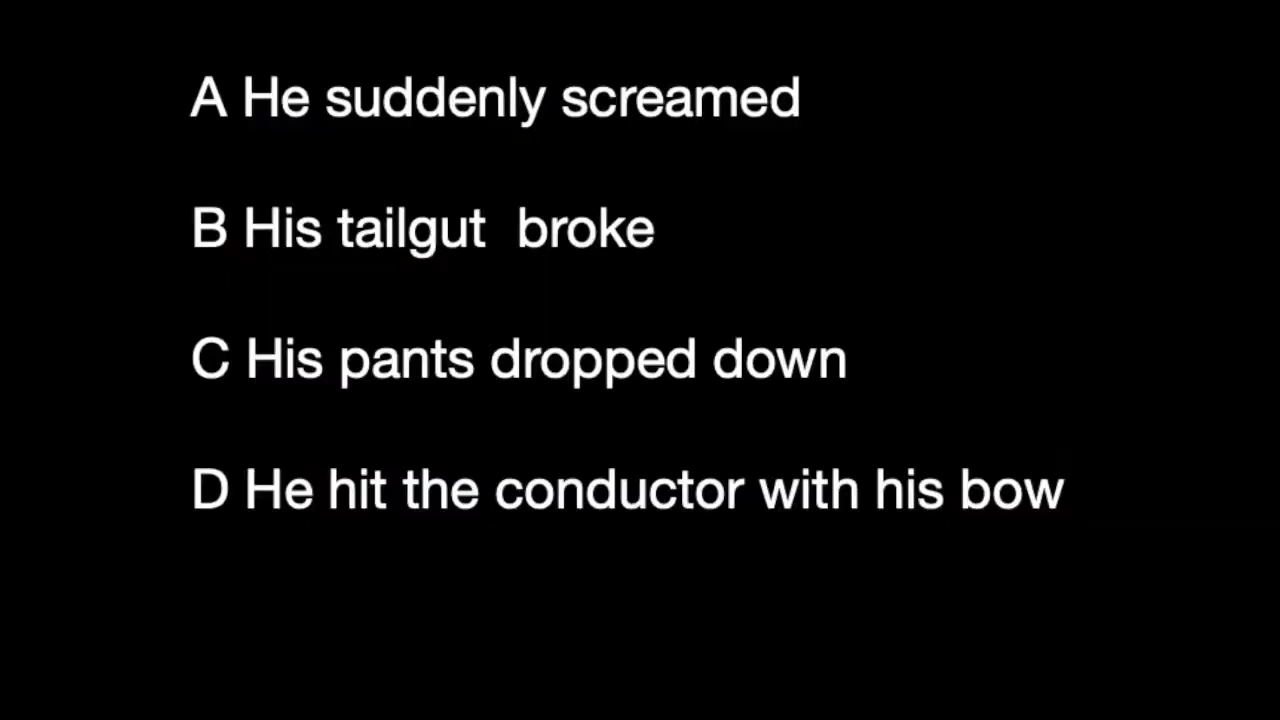 A He suddenly screamed
B His tailgut  broke
C His pants dropped down
D He hit the conductor with his bow